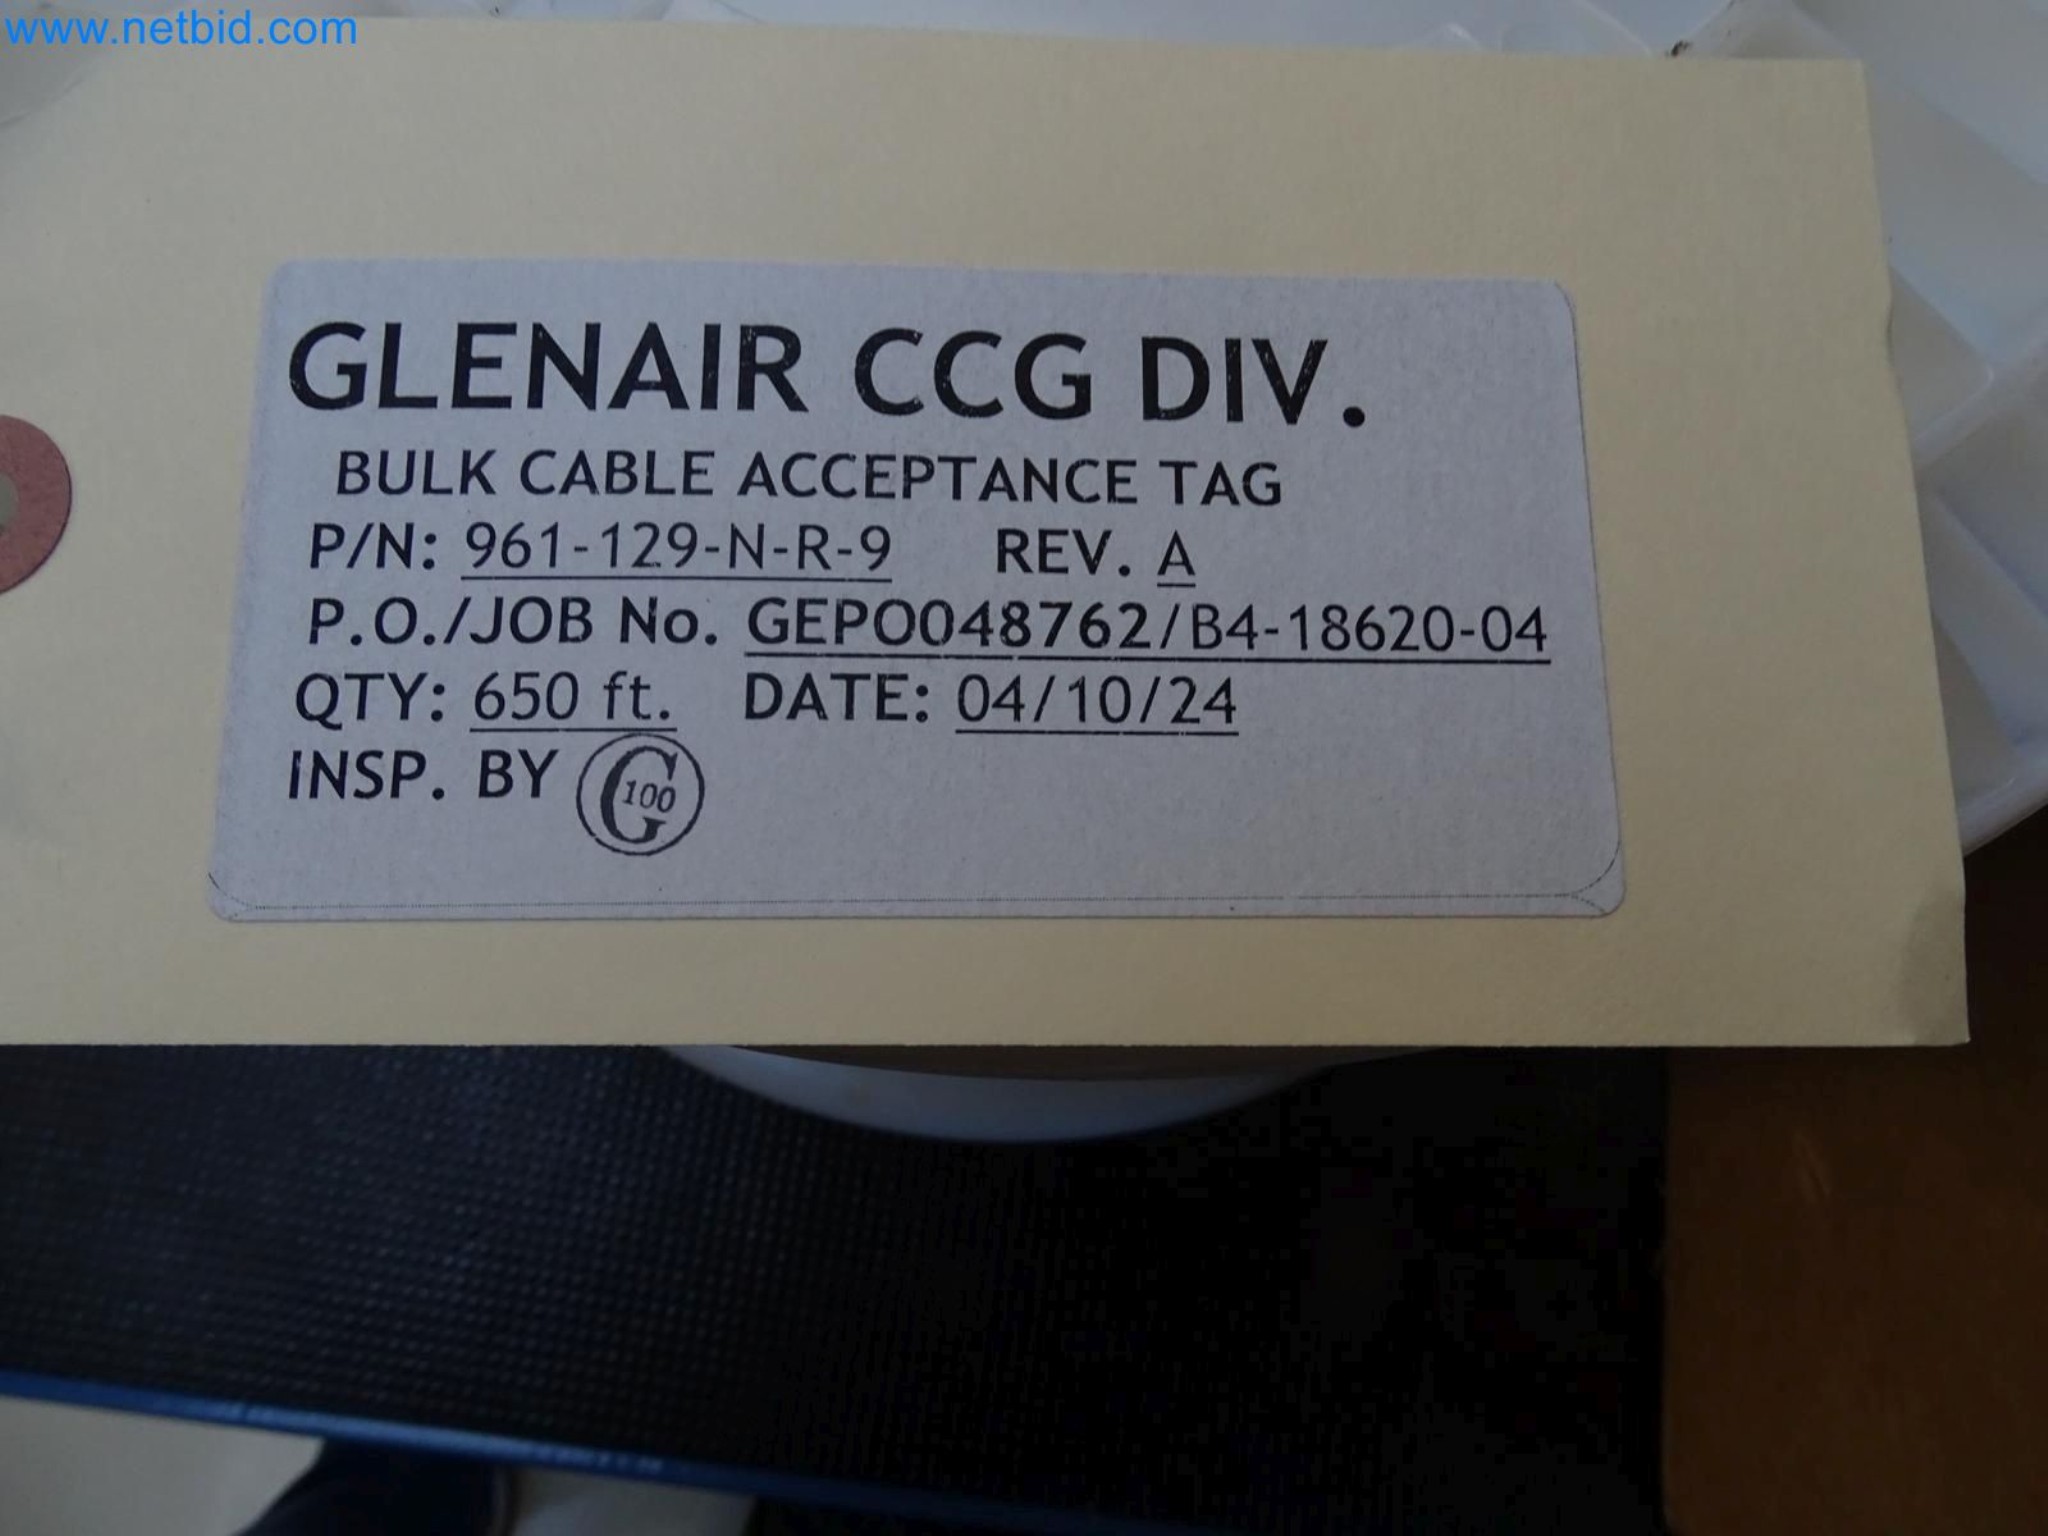 www.netbid.com
GLENAIR CCG DIV.
BULK CABLE ACCEPTANCE TAG
P/N: 961-129-N-R-9 REV. A
P.O./JOB No. GEPO048762/B4-18620-04
QTY: 650 ft. DATE: 04/10/24
INSP. BY G 100